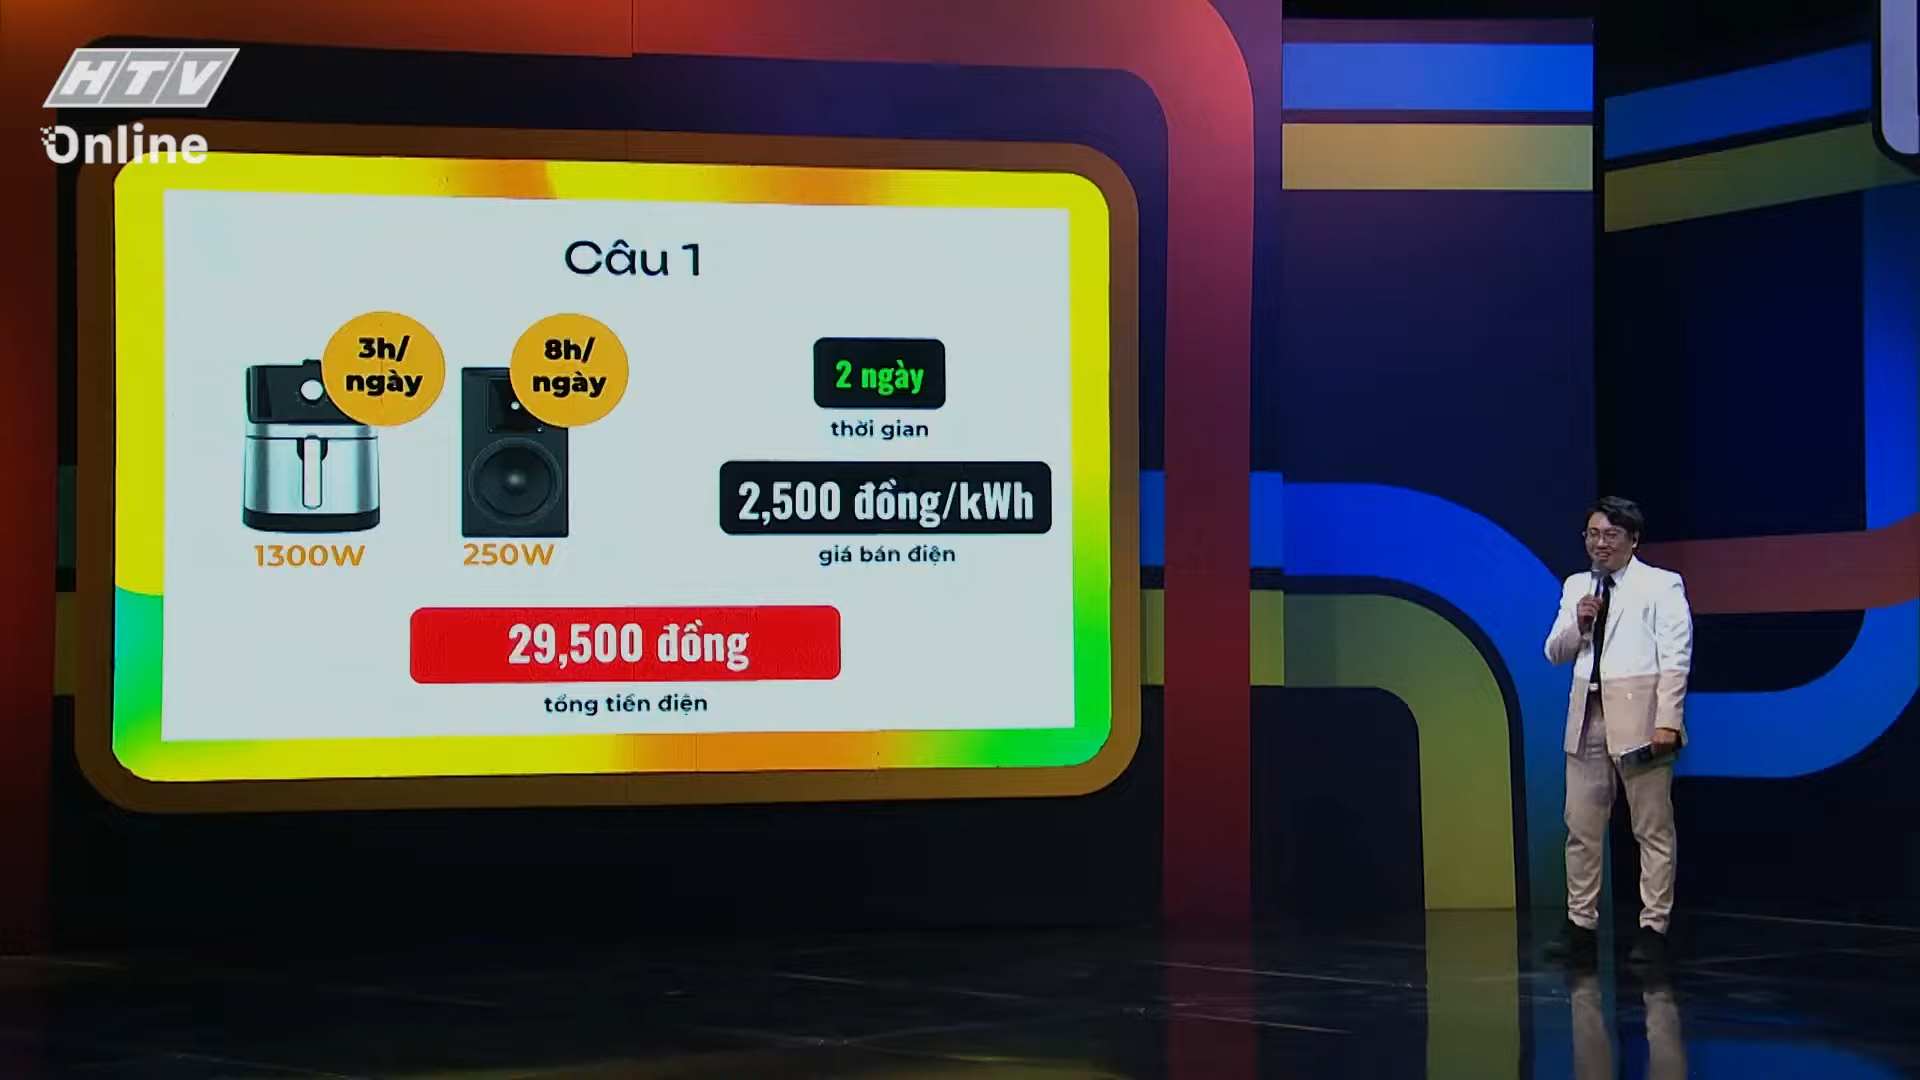 HTV
Online
Câu 1
3h/
ngày
8h/
ngày
1300W
250W
2 ngày
thời gian
2,500 đồng/kWh
giá bán điện
29,500 đồng
tổng tiền điện